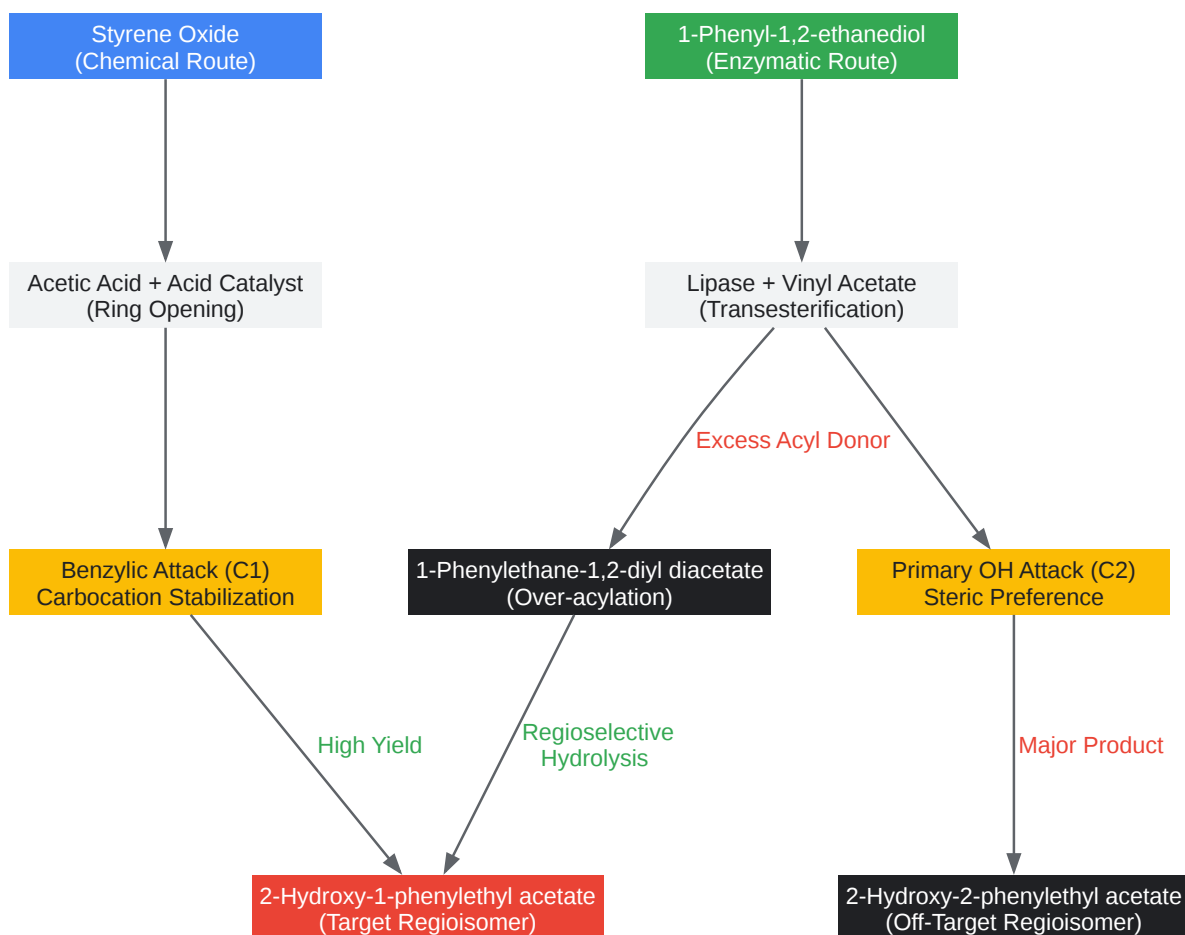 Styrene Oxide
(Chemical Route)
1-Phenyl-1,2-ethanediol
(Enzymatic Route)
Acetic Acid + Acid Catalyst
(Ring Opening)
Lipase + Vinyl Acetate
(Transesterification)
Excess Acyl Donor
Benzylic Attack (C1)
Carbocation Stabilization
1-Phenylethane-1,2-diyl diacetate
(Over-acylation)
Primary OH Attack (C2)
Steric Preference
High Yield
Regioselective
Hydrolysis
Major Product
2-Hydroxy-1-phenylethyl acetate
(Target Regioisomer)
2-Hydroxy-2-phenylethyl acetate
(Off-Target Regioisomer)